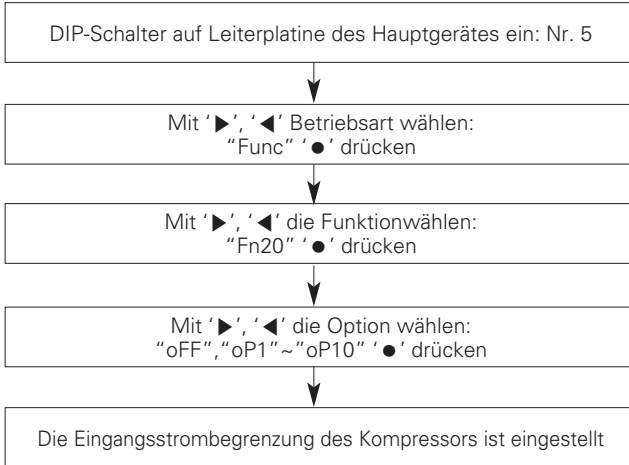 DIP-Schalter auf Leiterplatine des Hauptgerätes ein: Nr. 5
Mit ‘▶’, ‘◀’ Betriebsart wählen:
“Func” ‘●’ drücken
Mit ‘▶’, ‘◀’ die Funktionwählen:
“Fn20” ‘●’ drücken
Mit ‘▶’, ‘◀’ die Option wählen:
“oFF”,“oP1”~”oP10” ‘●’ drücken
Die Eingangsstrombegrenzung des Kompressors ist eingestellt